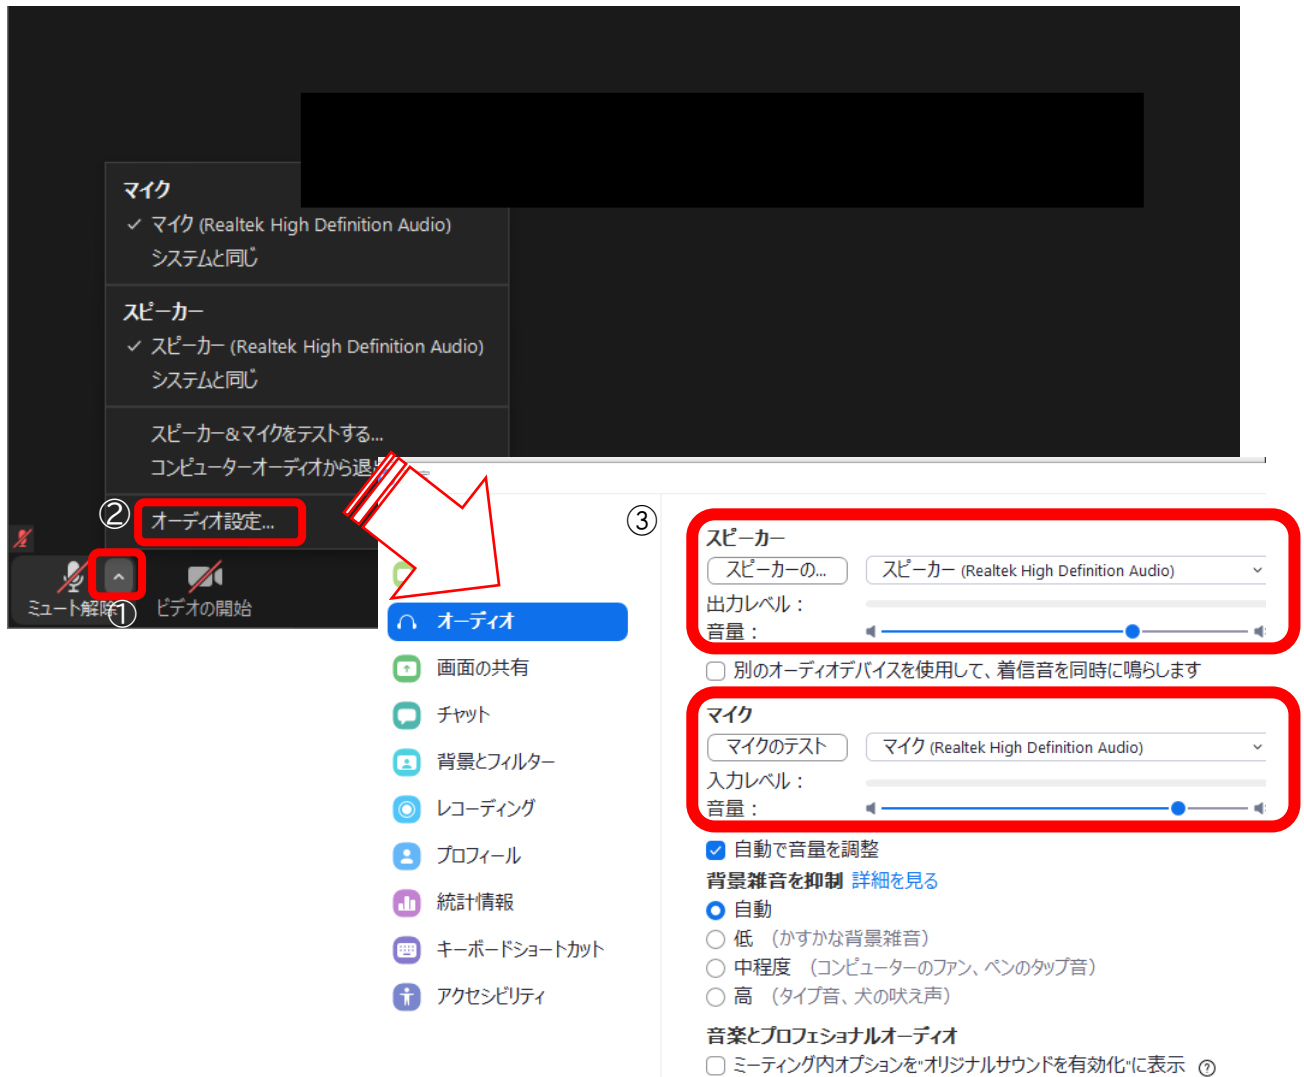 マイク
マイク (Realtek High Definition Audio)
システムと同じ
スピーカー
スピーカー (Realtek High Definition Audio)
システムと同じ
スピーカー&マイクをテストする...
コンピューターオーディオから退
② オーディオ設定...
①
ミュート解除
ビデオの開始
③
オーディオ
画面の共有
チャット
背景とフィルター
レコーディング
プロフィール
統計情報
キーボードショートカット
アクセシビリティ
スピーカー
スピーカーの... スピーカー (Realtek High Definition Audio)
出力レベル：
音量：
別のオーディオデバイスを使用して、着信音を同時に鳴らします
マイク
マイクのテスト マイク (Realtek High Definition Audio)
入力レベル：
音量：
自動で音量を調整
背景雑音を抑制 詳細を見る
自動
低 （かすかな背景雑音）
中程度 （コンピューターのファン、ペンのタップ音）
高 （タイプ音、犬の吠え声）
音楽とプロフェショナルオーディオ
ミーティング内オプションを"オリジナルサウンドを有効化"に表示 ?